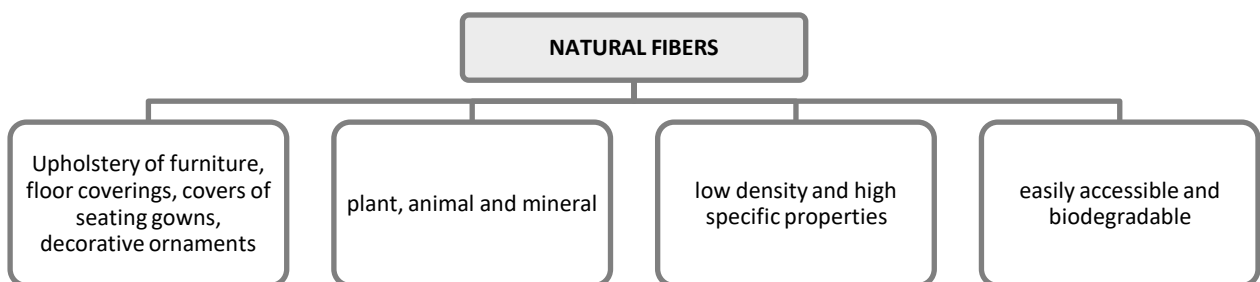 NATURAL FIBERS
Upholstery of furniture,
floor coverings, covers of
seating gowns,
decorative ornaments
plant, animal and mineral
low density and high
specific properties
easily accessible and
biodegradable